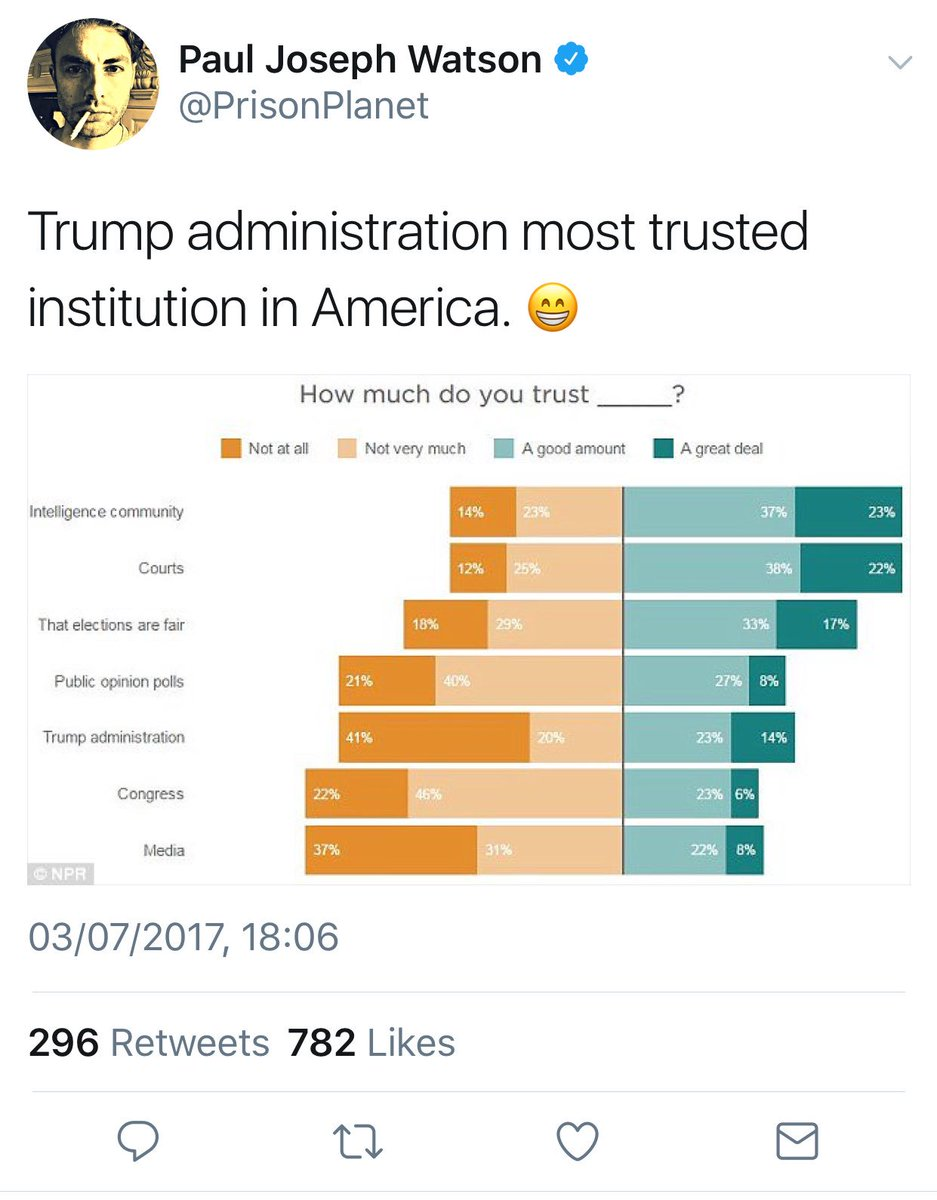 Paul Joseph Watson
@PrisonPlanet
Trump administration most trusted
institution in America. 😁
How much do you trust _____?
Not at all Not very much A good amount A great deal
Intelligence community 14% 23% 37% 23%
Courts 12% 25% 38% 22%
That elections are fair 18% 29% 33% 17%
Public opinion polls 21% 40% 27% 8%
Trump administration 41% 20% 23% 14%
Congress 22% 46% 23% 6%
Media 37% 31% 22% 8%
© NPR
03/07/2017, 18:06
296 Retweets 782 Likes